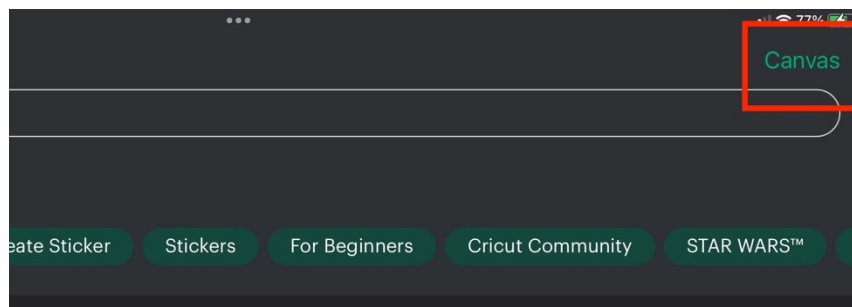 77%
Canvas
eate Sticker Stickers For Beginners Cricut Community STAR WARS™